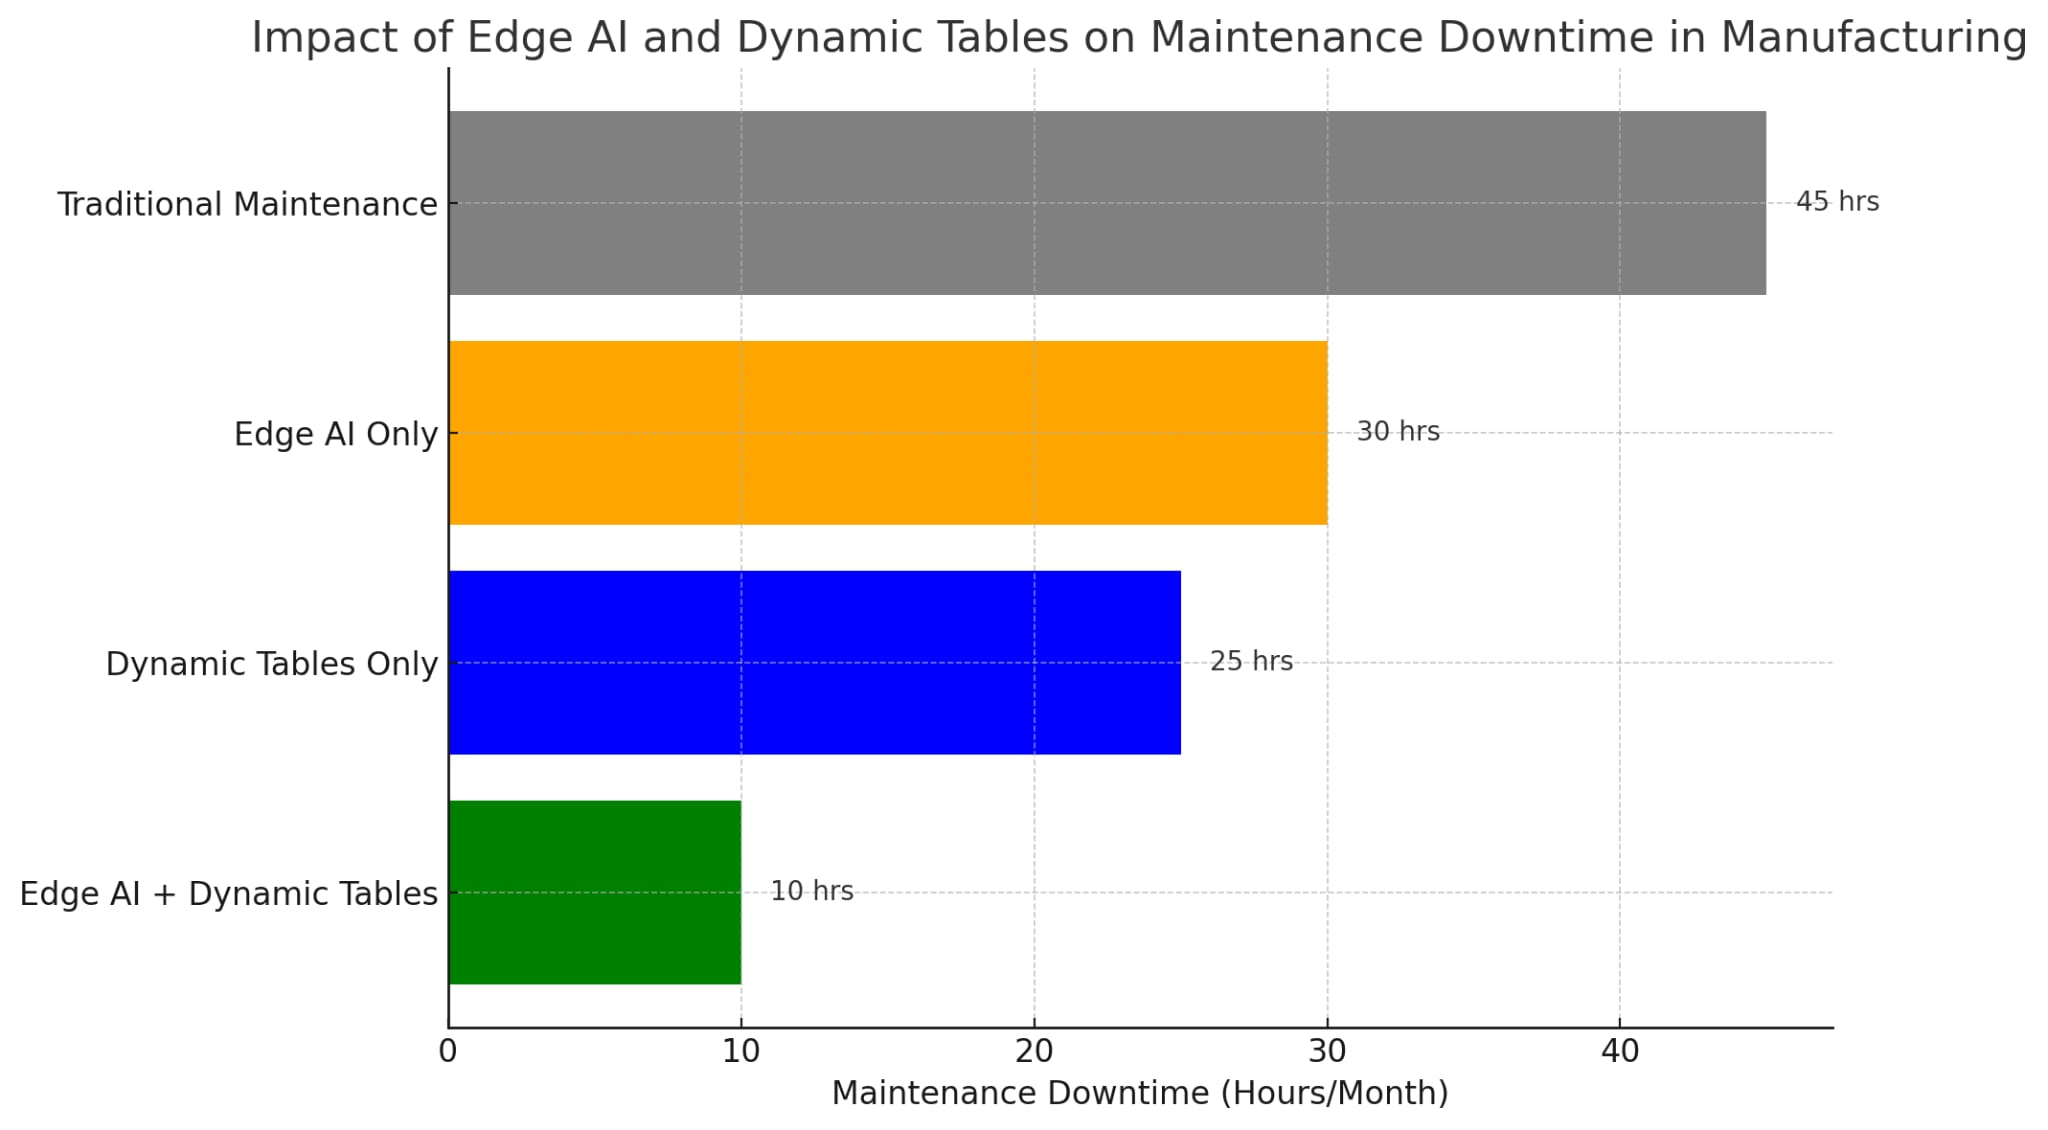 Impact of Edge AI and Dynamic Tables on Maintenance Downtime in Manufacturing
Traditional Maintenance
45 hrs
Edge AI Only
30 hrs
Dynamic Tables Only
25 hrs
Edge AI + Dynamic Tables
10 hrs
0 10 20 30 40
Maintenance Downtime (Hours/Month)